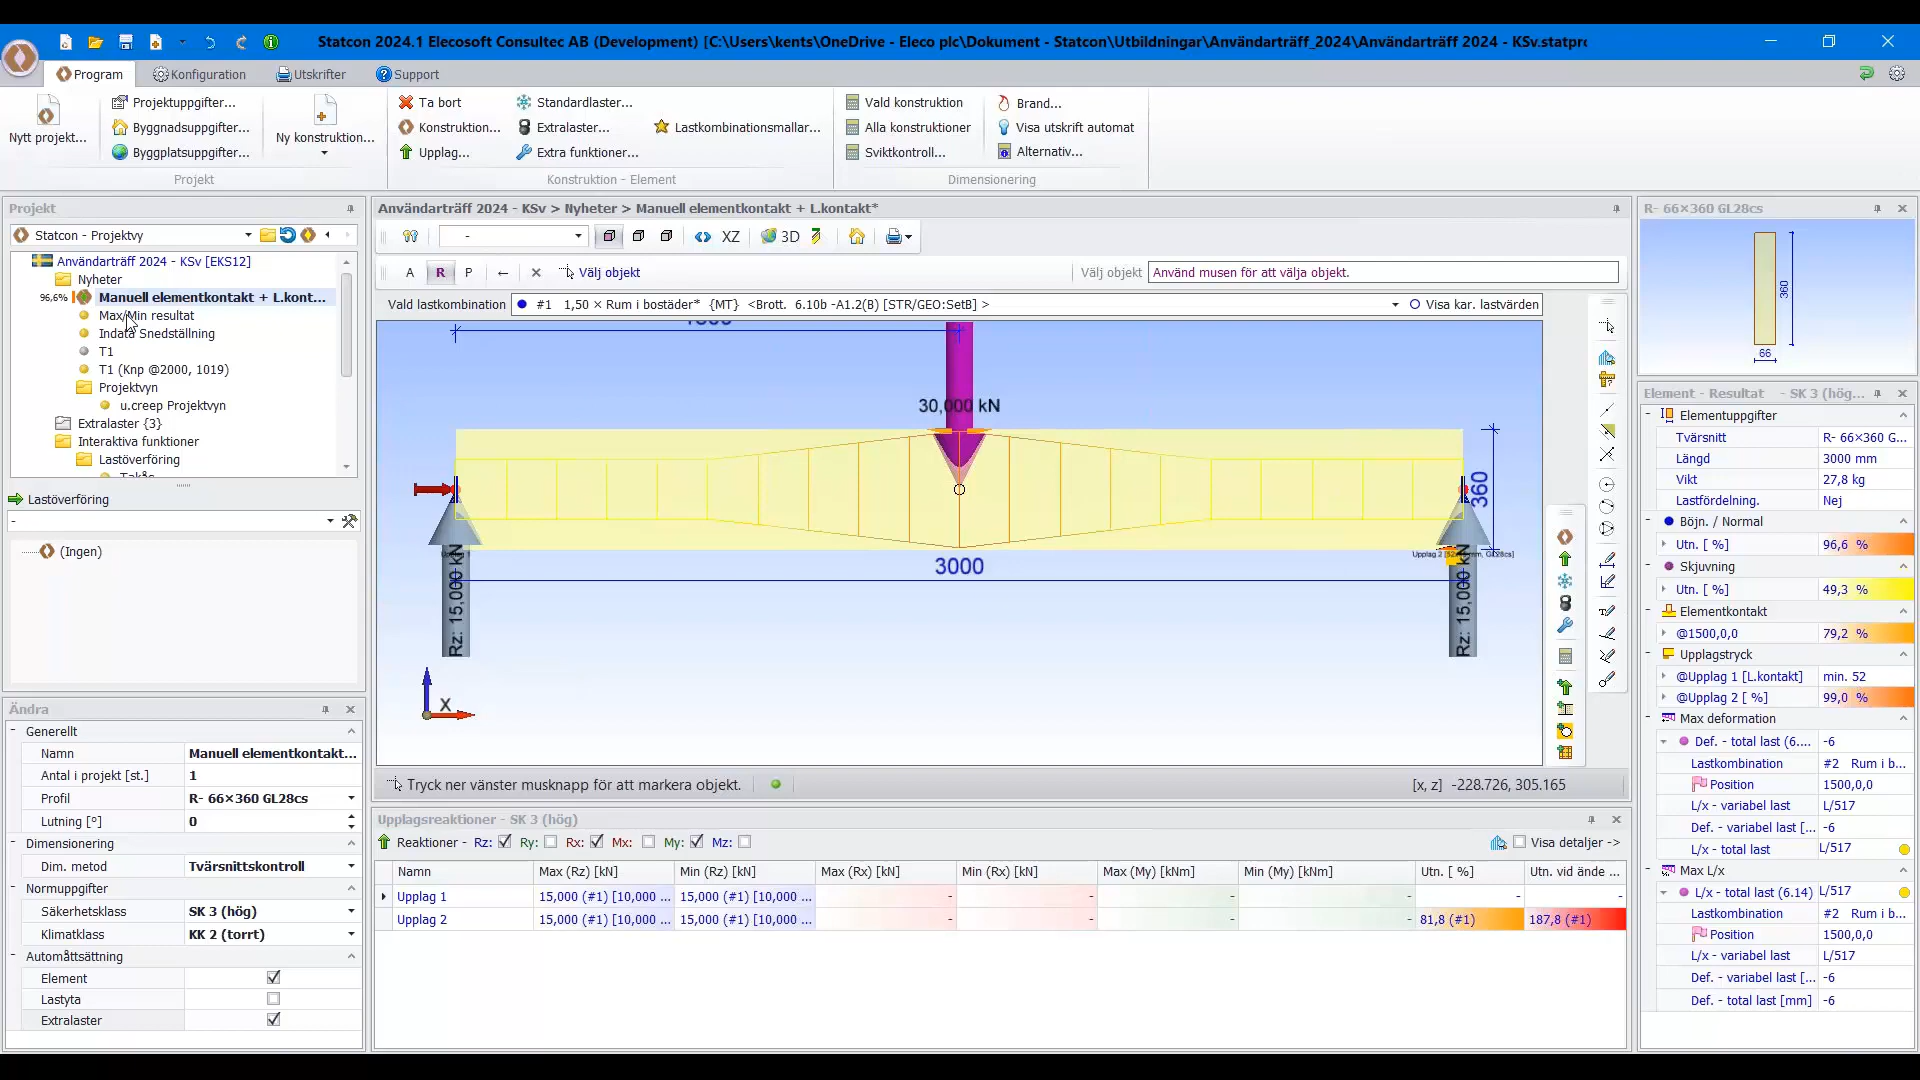 Statcon 2024.1 Elecosoft Consultec AB (Development) [C:\Users\kents\OneDrive - Eleco plc\Dokument - Statcon\Utbildningar\Användarträff_2024\Användarträff 2024 - KSv.statprc
Program Konfiguration Utskrifter Support
Nytt projekt...
Projektuppgifter...
Byggnadsuppgifter...
Byggplatsuppgifter...
Projekt
Ny konstruktion...
Ta bort
Konstruktion...
Upplag...
Standardlaster...
Extralaster...
Extra funktioner...
Lastkombinationsmallar...
Konstruktion - Element
Vald konstruktion
Alla konstruktioner
Sviktkontroll...
Brand...
Visa utskrift automat
Alternativ...
Dimensionering
Projekt
Statcon - Projektvy
Användarträff 2024 - KSv [EKS12]
Nyheter
96,6% Manuell elementkontakt + L.kont...
Max/Min resultat
Indata Snedställning
T1
T1 (Knp @2000, 1019)
Projektvyn
u.creep Projektvyn
Extralaster {3}
Interaktiva funktioner
Lastöverföring
Lastöverföring
-
(Ingen)
Ändra
Generellt
Namn Manuell elementkontakt...
Antal i projekt [st.] 1
Profil R- 66×360 GL28cs
Lutning [°] 0
Dimensionering
Dim. metod Tvärsnittskontroll
Normuppgifter
Säkerhetsklass SK 3 (hög)
Klimatklass KK 2 (torrt)
Automåttsättning
Element
Lastyta
Extralaster
Användarträff 2024 - KSv > Nyheter > Manuell elementkontakt + L.kontakt*
- XZ 3D
A R P ← Välj objekt
Välj objekt Använd musen för att välja objekt.
Vald lastkombination #1 1,50 × Rum i bostäder* {MT} <Brott. 6.10b -A1.2(B) [STR/GEO:SetB] > Visa kar. lastvärden
30,000 kN
360
3000
Upplag 2
Rz: 15,000 kN
Rz: 15,000 kN
X
Tryck ner vänster musknapp för att markera objekt.
[x, z] -228.726, 305.165
Upplagsreaktioner - SK 3 (hög)
Reaktioner - Rz: Ry: Rx: Mx: My: Mz: Visa detaljer ->
Namn Max (Rz) [kN] Min (Rz) [kN] Max (Rx) [kN] Min (Rx) [kN] Max (My) [kNm] Min (My) [kNm] Utn. [ %] Utn. vid ände ...
Upplag 1 15,000 (#1) [10,000 ... 15,000 (#1) [10,000 ... - - - - - -
Upplag 2 15,000 (#1) [10,000 ... 15,000 (#1) [10,000 ... - - - - 81,8 (#1) 187,8 (#1)
R- 66×360 GL28cs
360
66
Element - Resultat - SK 3 (hög...
Elementuppgifter
Tvärsnitt R- 66×360 G...
Längd 3000 mm
Vikt 27,8 kg
Lastfördelning. Nej
Böjn. / Normal
Utn. [ %] 96,6 %
Skjuvning
Utn. [ %] 49,3 %
Elementkontakt
@1500,0,0 79,2 %
Upplagstryck
@Upplag 1 [L.kontakt] min. 52
@Upplag 2 [ %] 99,0 %
Max deformation
Def. - total last (6.... -6
Lastkombination #2 Rum i b...
Position 1500,0,0
L/x - variabel last L/517
Def. - variabel last [... -6
L/x - total last L/517
Max L/x
L/x - total last (6.14) L/517
Lastkombination #2 Rum i b...
Position 1500,0,0
L/x - variabel last L/517
Def. - variabel last [... -6
Def. - total last [mm] -6